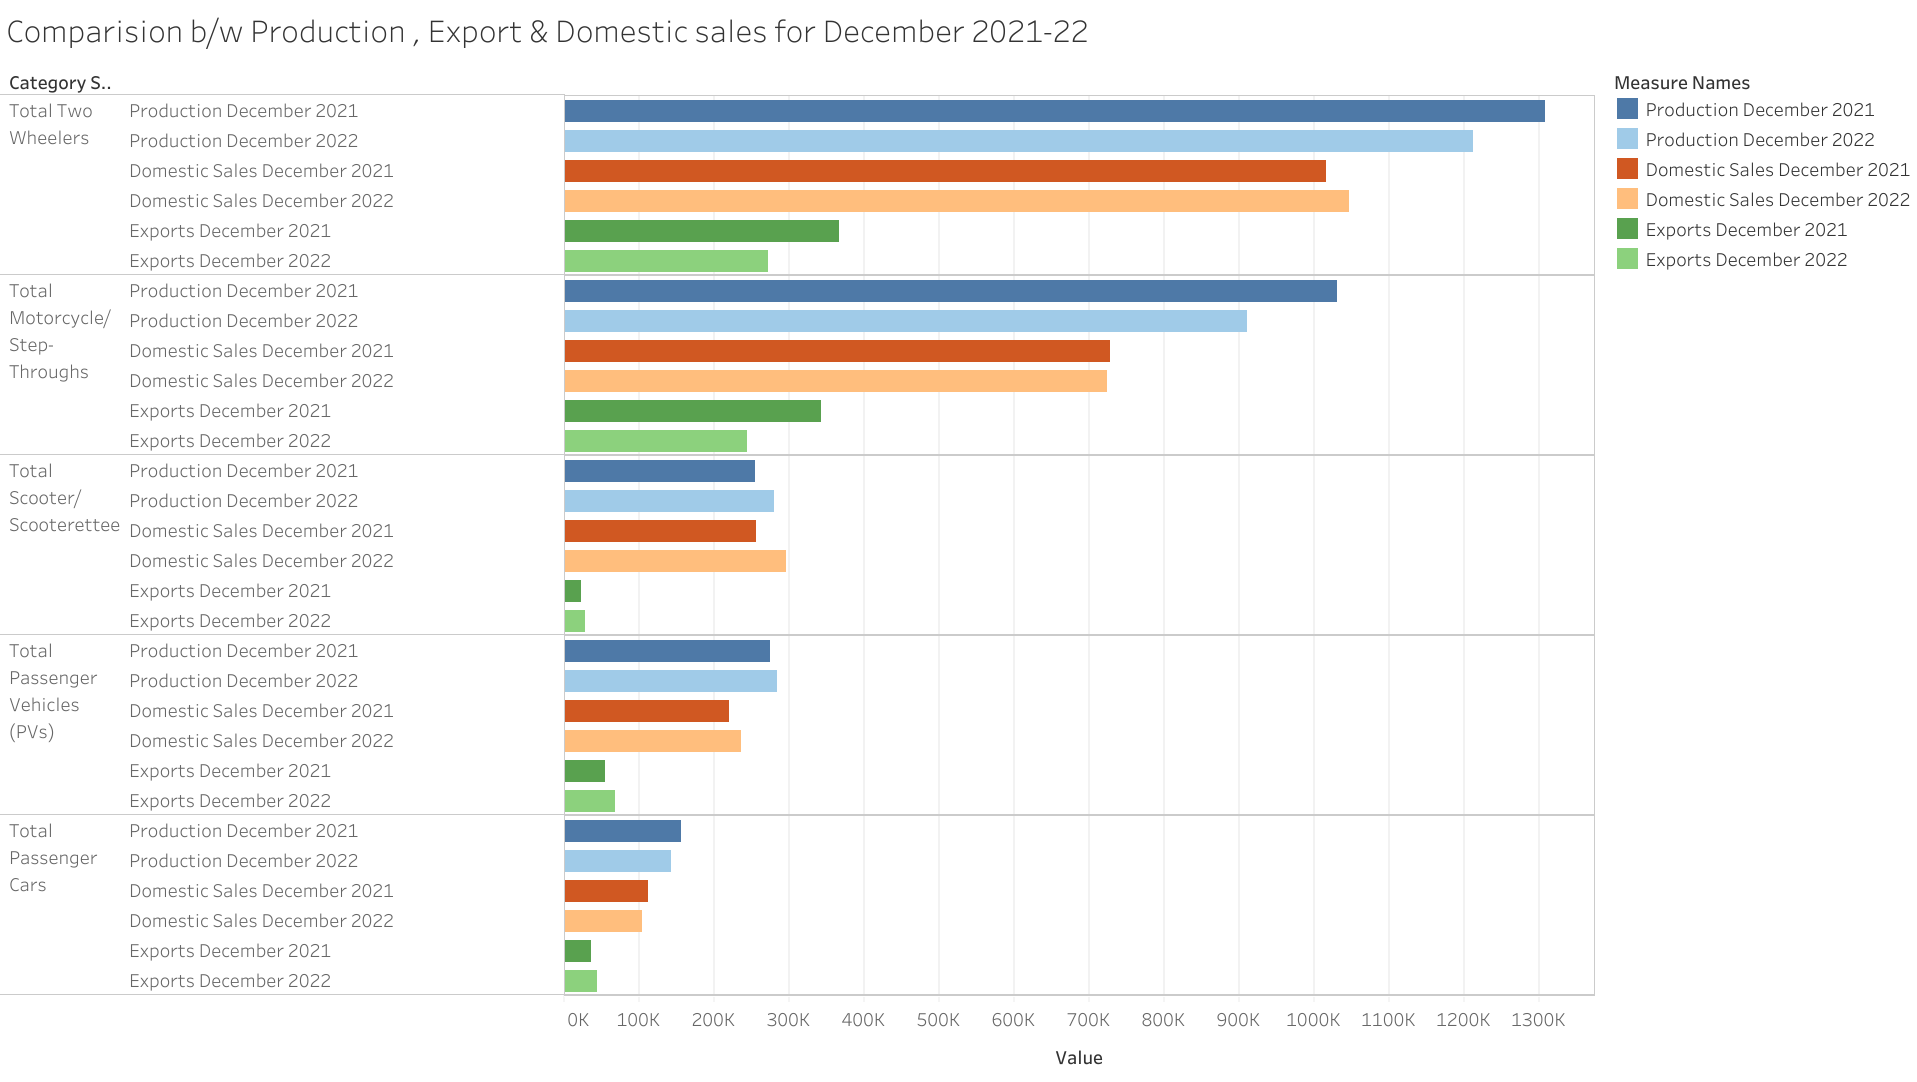 Comparision b/w Production , Export & Domestic sales for December 2021-22
Category S..
Total Two
Wheelers
Production December 2021
Production December 2022
Domestic Sales December 2021
Domestic Sales December 2022
Exports December 2021
Exports December 2022
Total
Motorcycle/
Step-
Throughs
Production December 2021
Production December 2022
Domestic Sales December 2021
Domestic Sales December 2022
Exports December 2021
Exports December 2022
Total
Scooter/
Scooterettee
Production December 2021
Production December 2022
Domestic Sales December 2021
Domestic Sales December 2022
Exports December 2021
Exports December 2022
Total
Passenger
Vehicles
(PVs)
Production December 2021
Production December 2022
Domestic Sales December 2021
Domestic Sales December 2022
Exports December 2021
Exports December 2022
Total
Passenger
Cars
Production December 2021
Production December 2022
Domestic Sales December 2021
Domestic Sales December 2022
Exports December 2021
Exports December 2022
0K 100K 200K 300K 400K 500K 600K 700K 800K 900K 1000K 1100K 1200K 1300K
Value
Measure Names
Production December 2021
Production December 2022
Domestic Sales December 2021
Domestic Sales December 2022
Exports December 2021
Exports December 2022